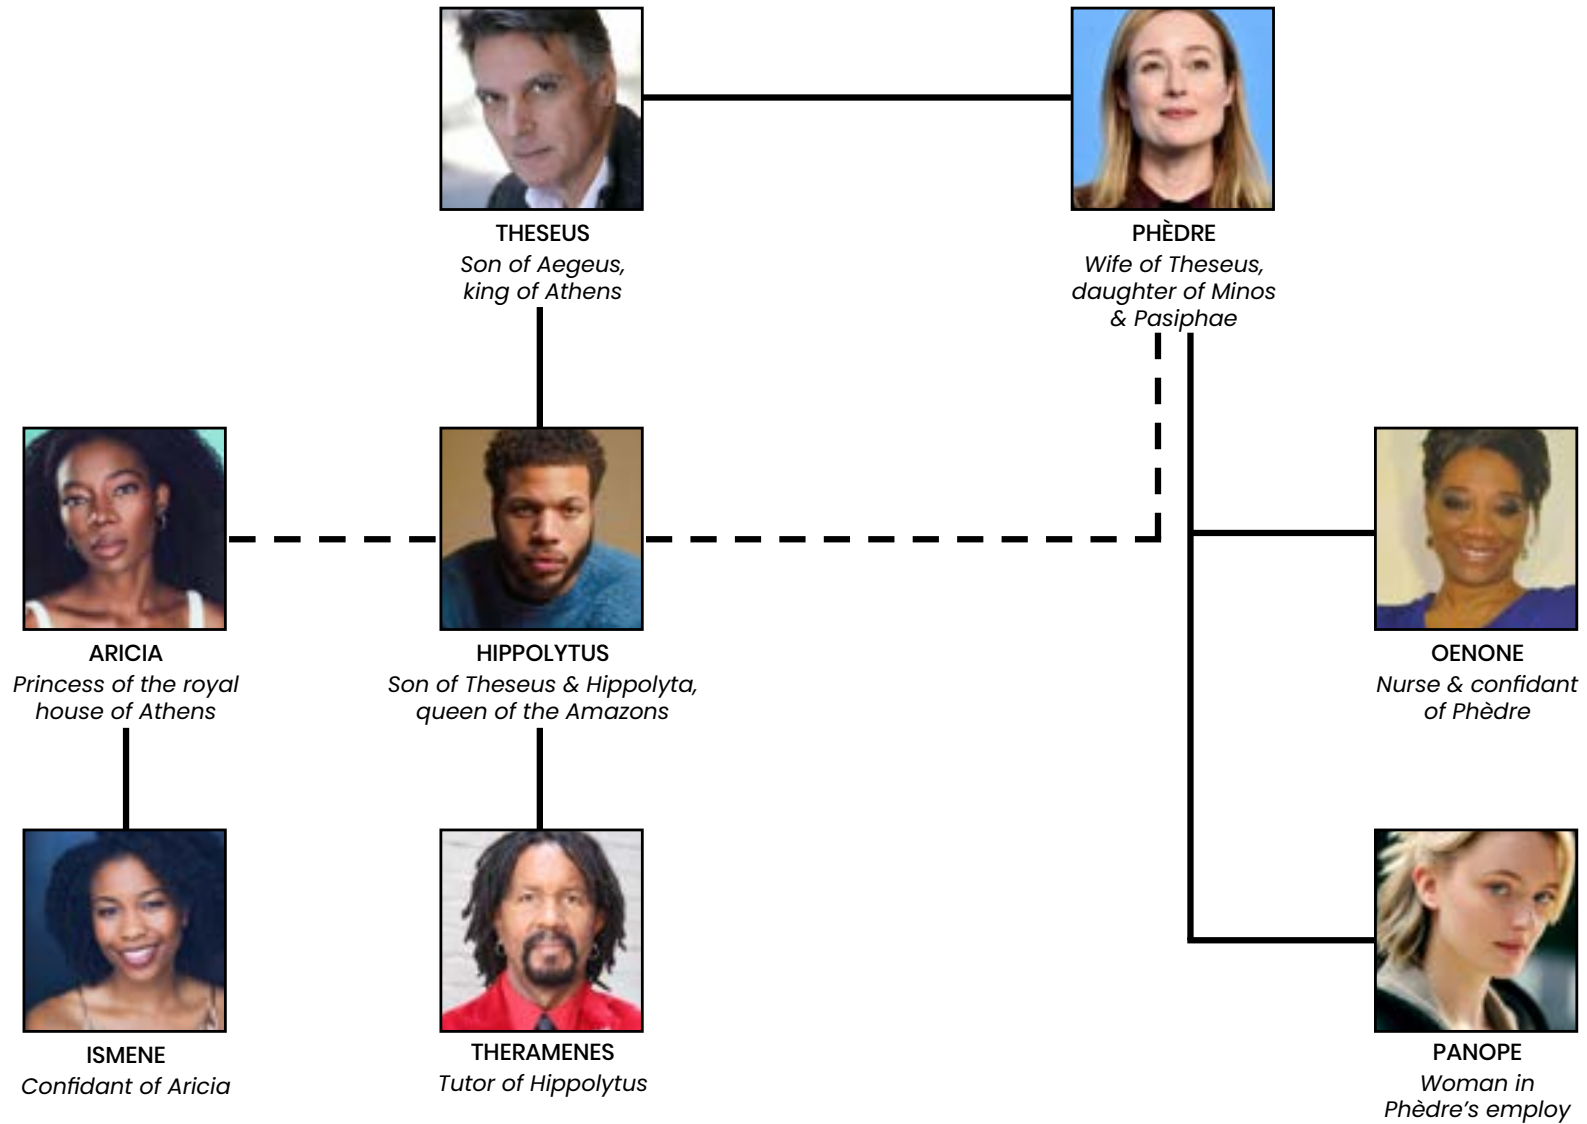 THESEUS
Son of Aegeus,
king of Athens
PHÈDRE
Wife of Theseus,
daughter of Minos
& Pasiphae
ARICIA
Princess of the royal
house of Athens
HIPPOLYTUS
Son of Theseus & Hippolyta,
queen of the Amazons
OENONE
Nurse & confidant
of Phèdre
ISMENE
Confidant of Aricia
THERAMENES
Tutor of Hippolytus
PANOPE
Woman in
Phèdre’s employ